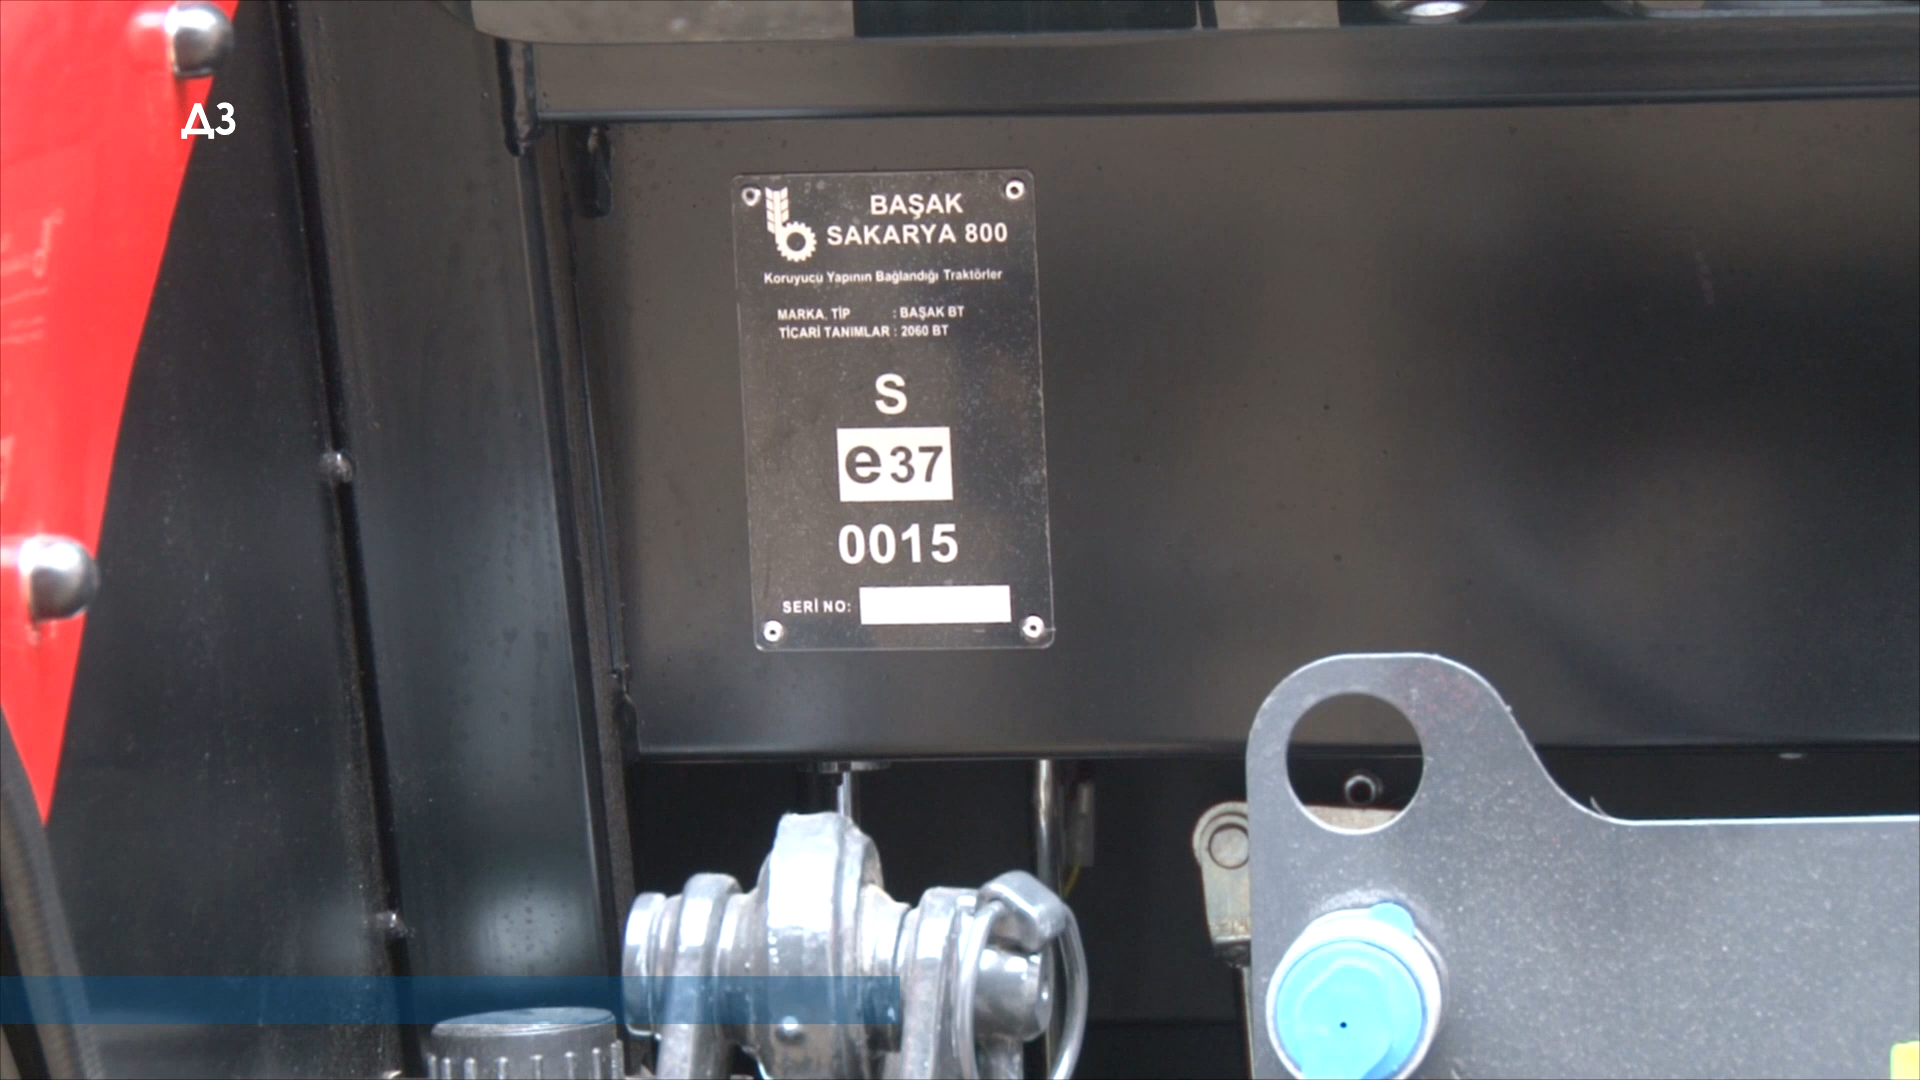 Д3
BAŞAK
SAKARYA 800
Koruyucu Yapının Bağlandığı Traktörler
MARKA, TİP : BAŞAK BT
TİCARİ TANIMLAR : 2060 BT
S
e37
0015
SERİ NO: